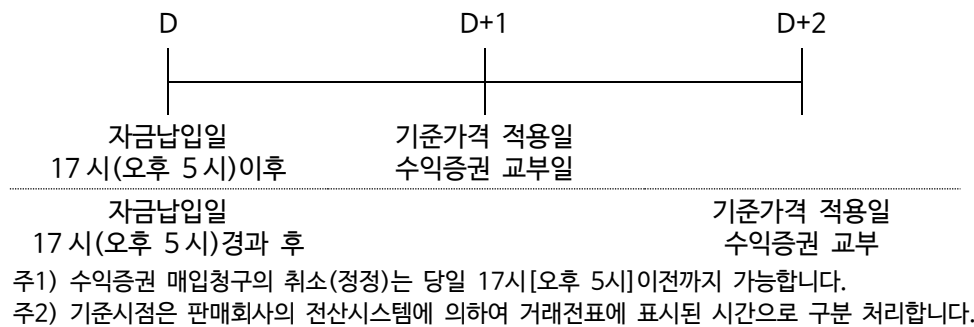 D D+1 D+2
자금납입일 기준가격 적용일
17 시(오후 5 시)이후 수익증권 교부일
자금납입일 기준가격 적용일
17 시(오후 5 시)경과 후 수익증권 교부
주1) 수익증권 매입청구의 취소(정정)는 당일 17시[오후 5시]이전까지 가능합니다.
주2) 기준시점은 판매회사의 전산시스템에 의하여 거래전표에 표시된 시간으로 구분 처리합니다.